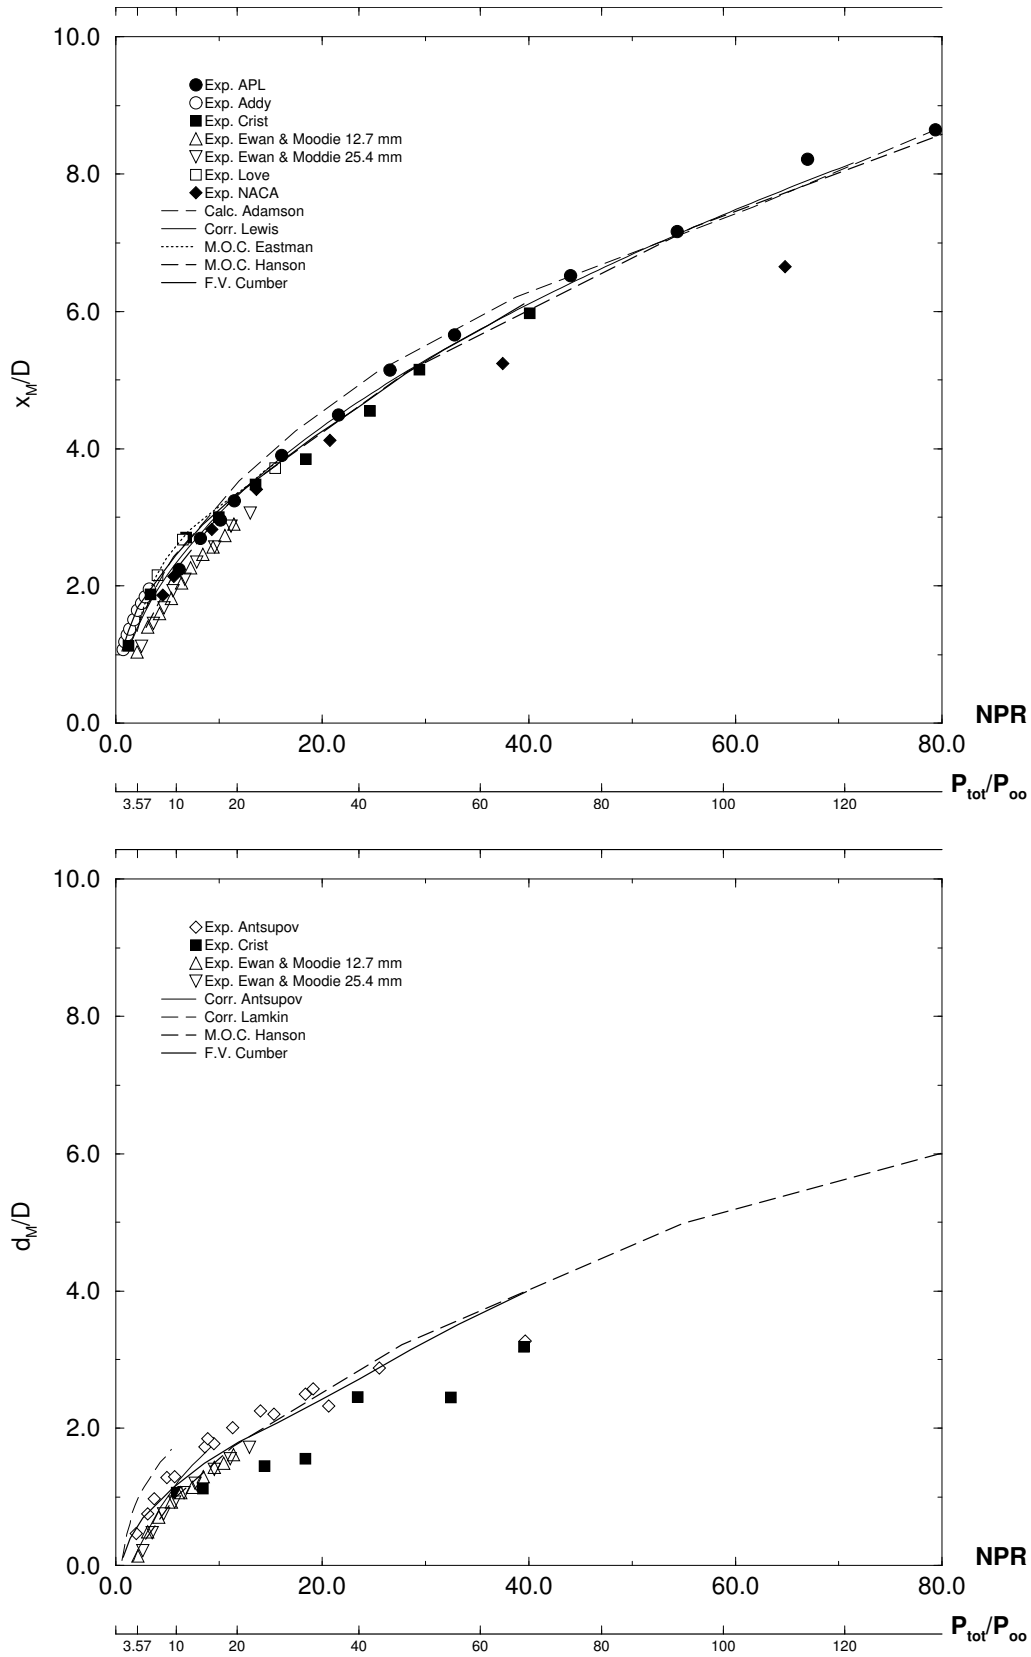 10.0
Exp. APL
Exp. Addy
Exp. Crist
Exp. Ewan & Moodie 12.7 mm
Exp. Ewan & Moddie 25.4 mm
Exp. Love
Exp. NACA
Calc. Adamson
Corr. Lewis
M.O.C. Eastman
M.O.C. Hanson
F.V. Cumber
8.0
6.0
x_M/D
4.0
2.0
0.0
NPR
0.0 20.0 40.0 60.0 80.0
P_tot/P_oo
3.57 10 20 40 60 80 100 120
10.0
Exp. Antsupov
Exp. Crist
Exp. Ewan & Moodie 12.7 mm
Exp. Ewan & Moodie 25.4 mm
Corr. Antsupov
Corr. Lamkin
M.O.C. Hanson
F.V. Cumber
8.0
6.0
d_M/D
4.0
2.0
0.0
NPR
0.0 20.0 40.0 60.0 80.0
P_tot/P_oo
3.57 10 20 40 60 80 100 120